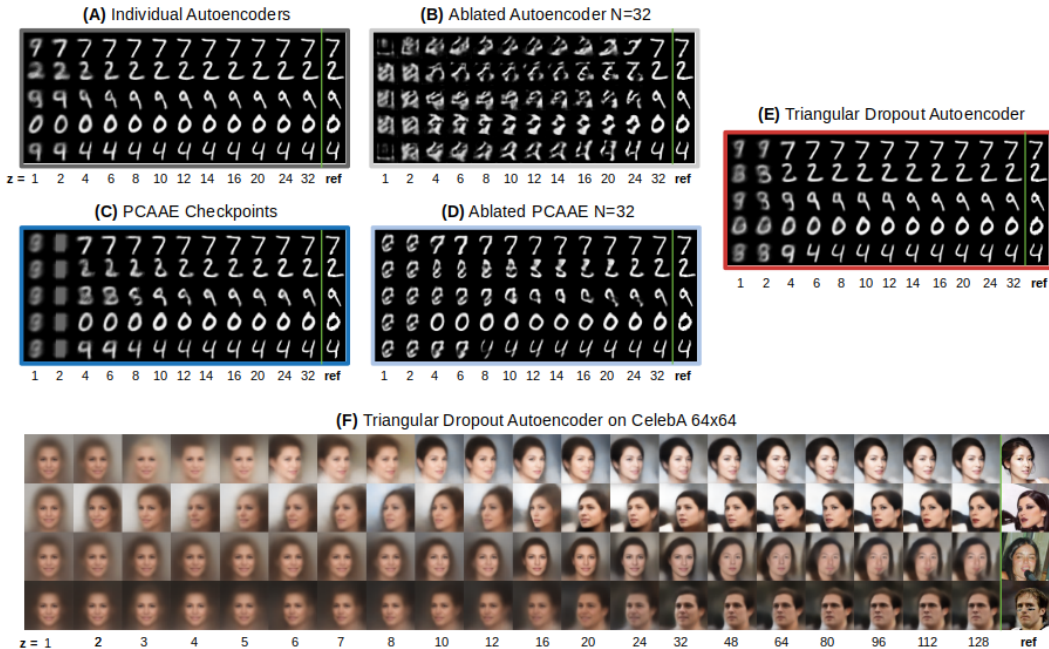 (A) Individual Autoencoders
z = 1 2 4 6 8 10 12 14 16 20 24 32 ref
(B) Ablated Autoencoder N=32
1 2 4 6 8 10 12 14 16 20 24 32 ref
(C) PCAAE Checkpoints
1 2 4 6 8 10 12 14 16 20 24 32 ref
(D) Ablated PCAAE N=32
1 2 4 6 8 10 12 14 16 20 24 32 ref
(E) Triangular Dropout Autoencoder
1 2 4 6 8 10 12 14 16 20 24 32 ref
(F) Triangular Dropout Autoencoder on CelebA 64x64
z = 1 2 3 4 5 6 7 8 10 12 16 20 24 32 48 64 80 96 112 128 ref